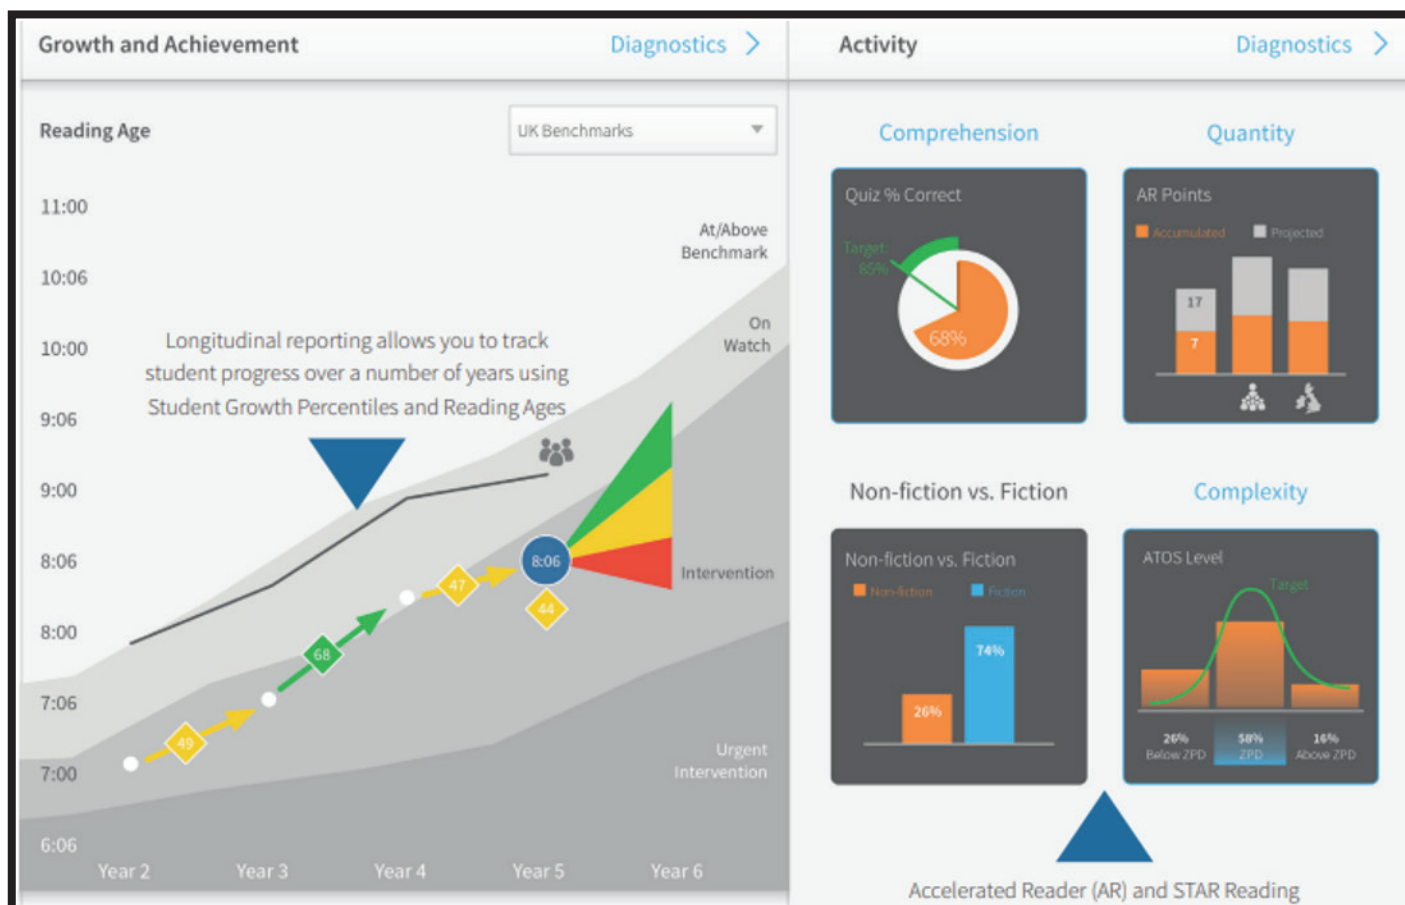 Growth and Achievement
Diagnostics
Reading Age
UK Benchmarks
11:00
10:06
10:00
9:06
9:00
8:06
8:00
7:06
7:00
6:06
At/Above
Benchmark
On
Watch
Intervention
Urgent
Intervention
Longitudinal reporting allows you to track
student progress over a number of years using
Student Growth Percentiles and Reading Ages
49
68
47
8:06
44
Year 2
Year 3
Year 4
Year 5
Year 6
Activity
Diagnostics
Comprehension
Quiz % Correct
Target:
85%
68%
Quantity
AR Points
Accumulated
Projected
17
7
Non-fiction vs. Fiction
Non-fiction vs. Fiction
Non-fiction
Fiction
26%
74%
Complexity
ATOS Level
Target
26%
Below ZPD
58%
ZPD
16%
Above ZPD
Accelerated Reader (AR) and STAR Reading